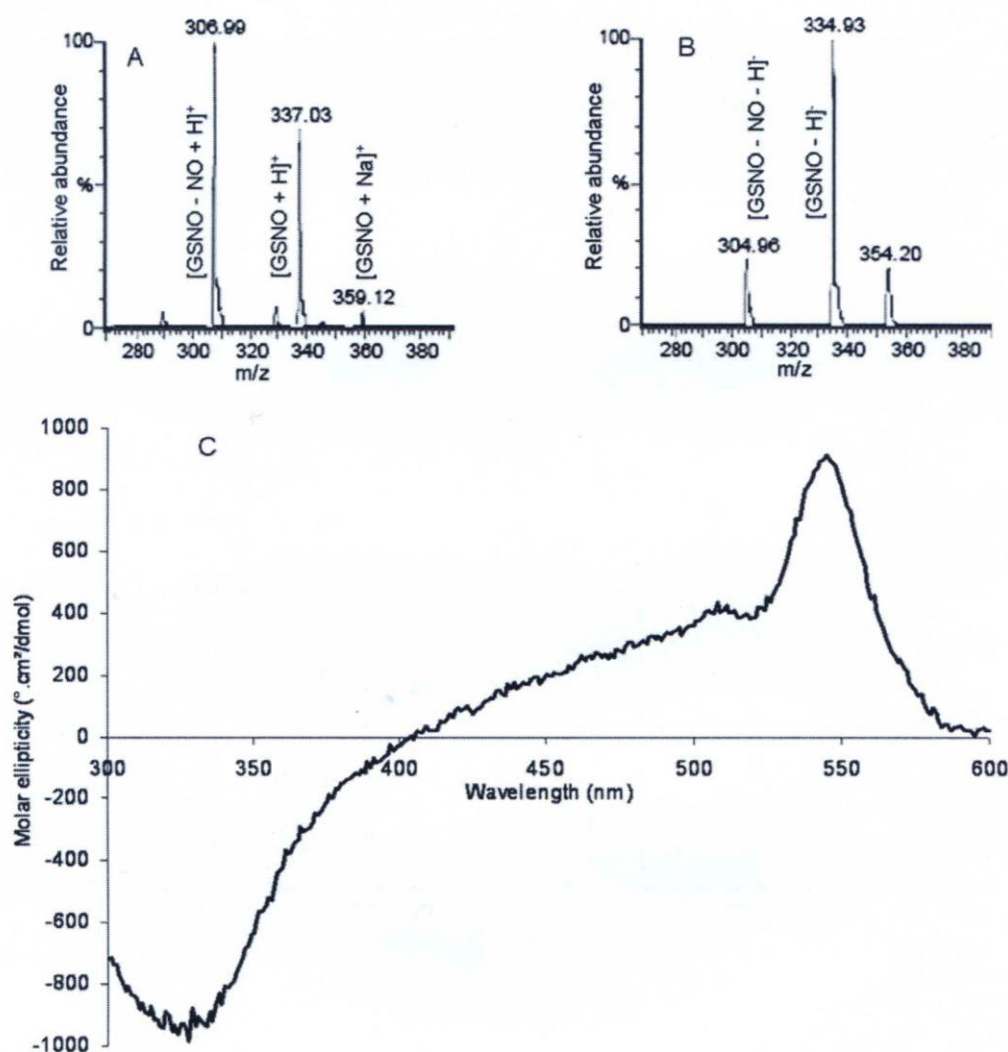 A
306.99
100
Relative abundance
%
0
[GSNO - NO + H]⁺
337.03
[GSNO + H]⁺
[GSNO + Na]⁺
359.12
280 300 320 340 360 380
m/z
B
334.93
100
Relative abundance
%
0
[GSNO - NO - H]⁻
304.96
[GSNO - H]⁻
354.20
280 300 320 340 360 380
m/z
C
1000
800
600
400
200
0
-200
-400
-600
-800
-1000
Molar ellipticity (°.cm²/dmol)
300 350 400 450 500 550 600
Wavelength (nm)